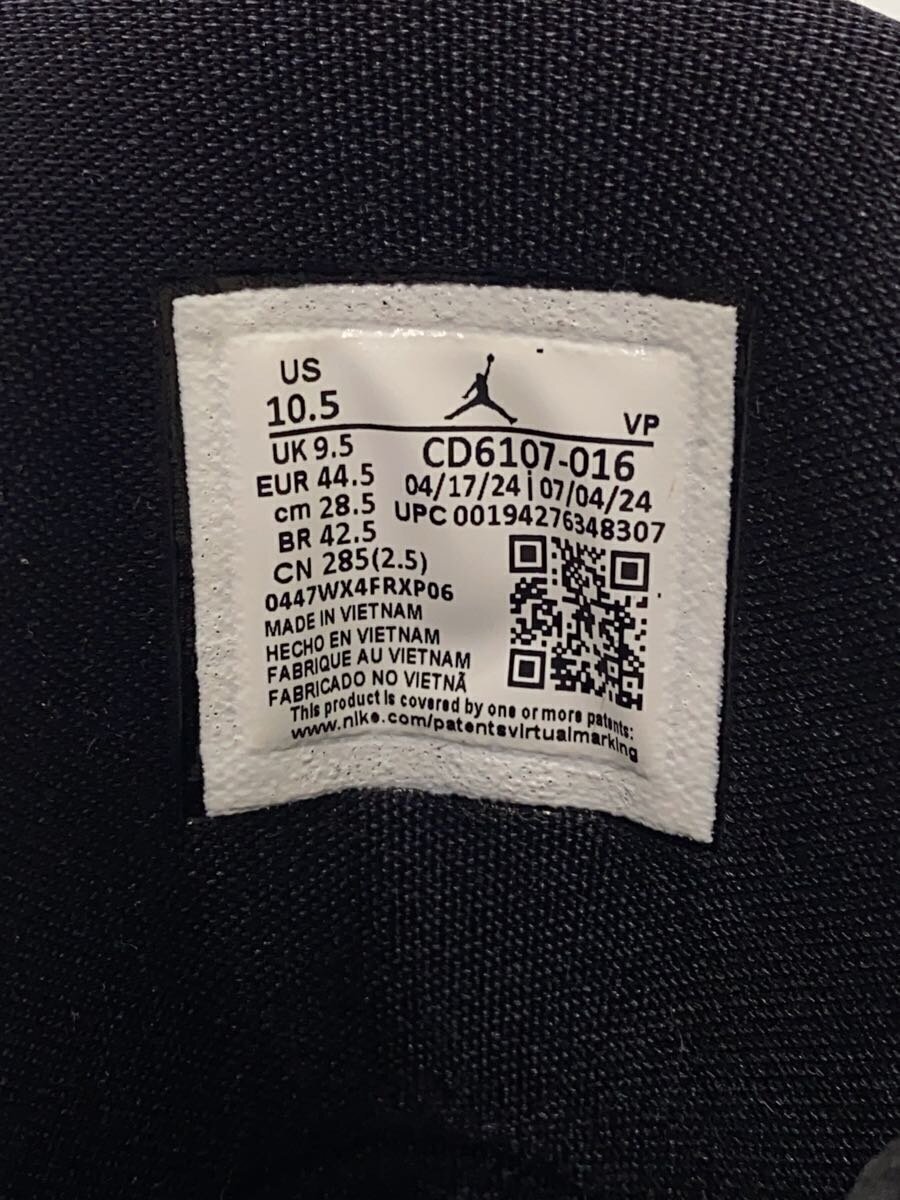 US
10.5
VP
UK 9.5
EUR 44.5
cm 28.5
BR 42.5
CN 285(2.5)
CD6107-016
04/17/24 | 07/04/24
UPC 00194276348307
0447WX4FRXP06
MADE IN VIETNAM
HECHO EN VIETNAM
FABRIQUE AU VIETNAM
FABRICADO NO VIETNÃ
This product is covered by one or more patents:
www.nike.com/patentsvirtualmarking